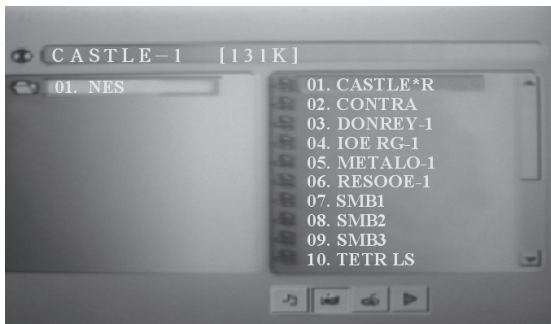 CASTLE-1 [131K]
01. NES
01. CASTLE*R
02. CONTRA
03. DONREY-1
04. IOE RG-1
05. METALO-1
06. RESOOE-1
07. SMB1
08. SMB2
09. SMB3
10. TETR LS